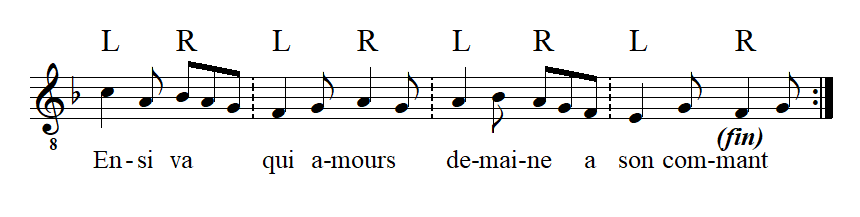 L R L R L R L R
8
(fin)
En-si va qui a-mours de-mai-ne a son com-mant